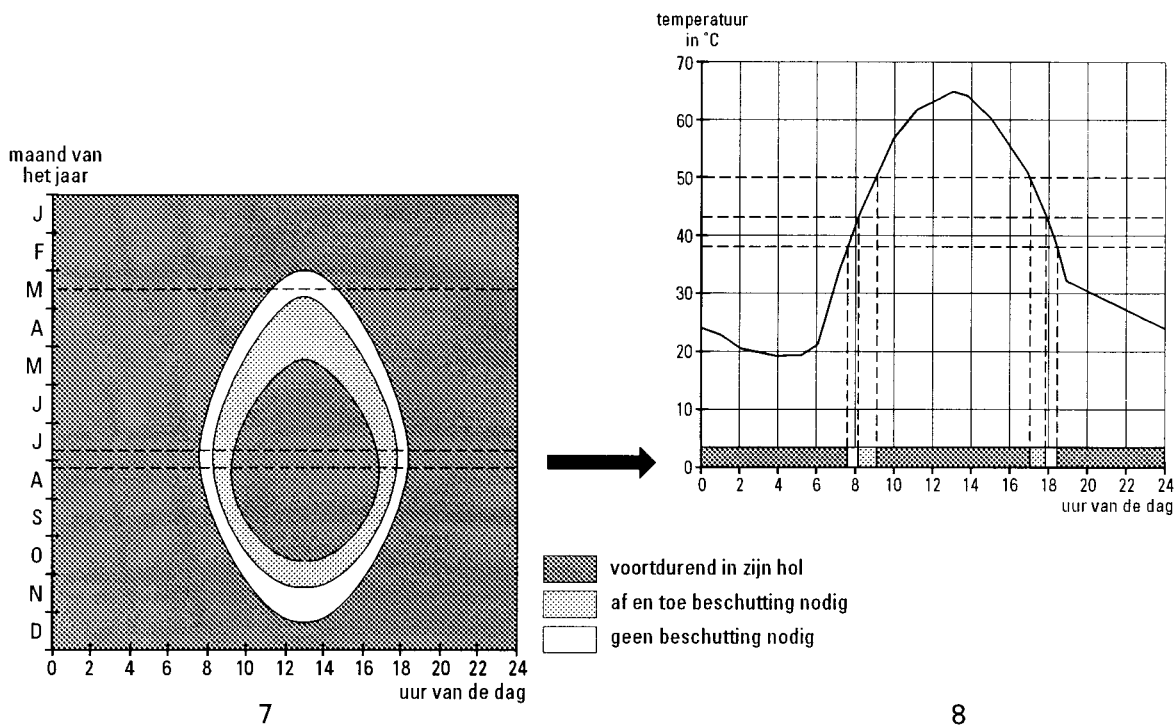 temperatuur
in °C
70
60
50
40
30
20
10
0
0 2 4 6 8 10 12 14 16 18 20 22 24
uur van de dag
maand van
het jaar
J
F
M
A
M
J
J
A
S
O
N
D
0 2 4 6 8 10 12 14 16 18 20 22 24
uur van de dag
voortdurend in zijn hol
af en toe beschutting nodig
geen beschutting nodig
7
8